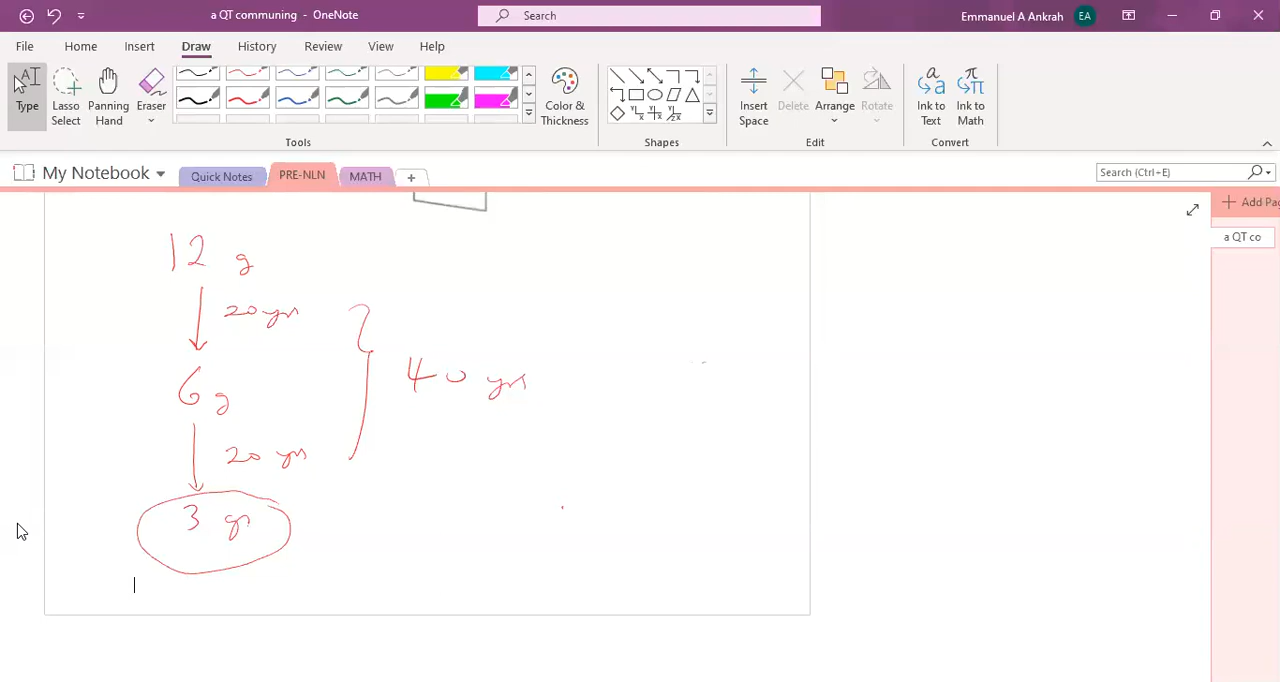 a QT communing - OneNote
Search
Emmanuel A Ankrah
EA
File Home Insert Draw History Review View Help
Type
Lasso Select
Panning Hand
Eraser
Color & Thickness
Insert Space
Delete
Arrange
Rotate
Ink to Text
Ink to Math
Tools
Shapes
Edit
Convert
My Notebook
Quick Notes
PRE-NLN
MATH
+
Search (Ctrl+E)
Add Pag
a QT co
12 g
20 yrs
40 yrs
6 g
20 yrs
3 gr